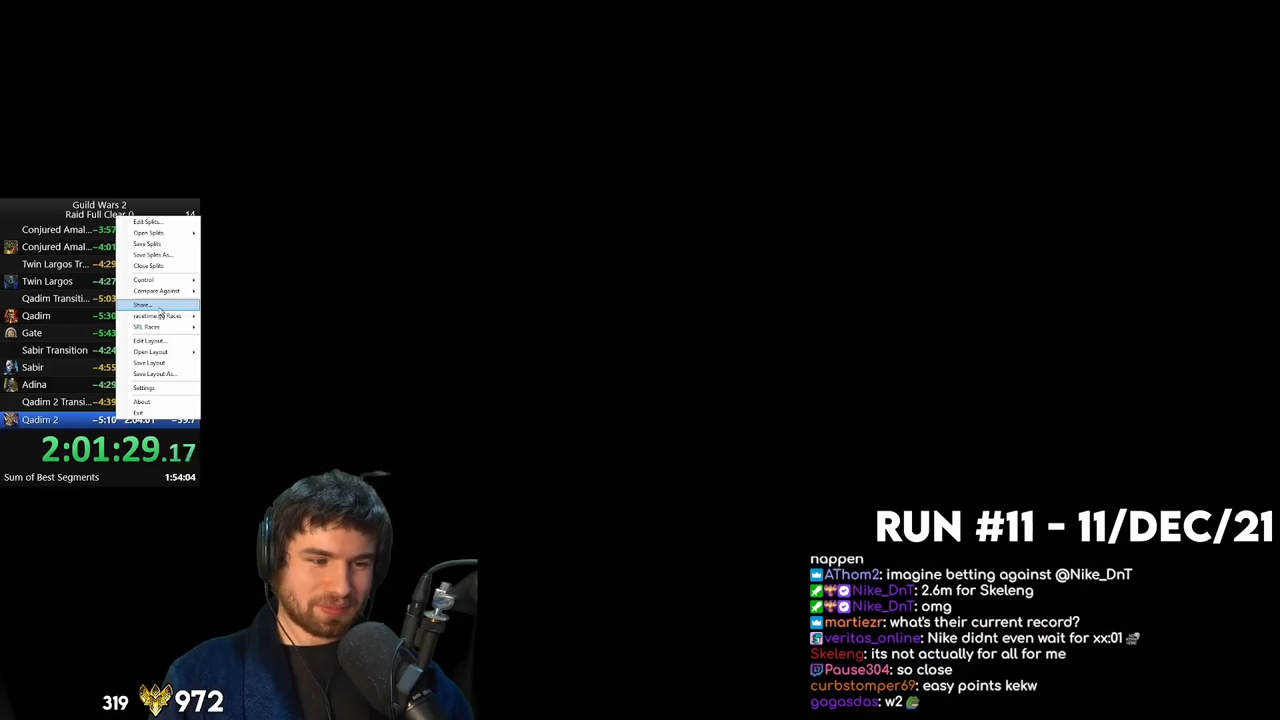 Guild Wars 2
Raid Full Clear () 14
Conjured Amal... −3:57
Conjured Amal... −4:01
Twin Largos Tr... −4:29
Twin Largos −4:27
Qadim Transiti... −5:03
Qadim −5:30
Gate −5:43
Sabir Transition −4:24
Sabir −4:55
Adina −4:29
Qadim 2 Transi... −4:39
Qadim 2 −5:10 2:04:01 −39.7
Edit Splits...
Open Splits
Save Splits
Save Splits As...
Close Splits
Control
Compare Against
Share...
racetime.gg Races
SRL Races
Edit Layout...
Open Layout
Save Layout
Save Layout As...
Settings
About
Exit
2:01:29.17
Sum of Best Segments 1:54:04
319 972
RUN #11 - 11/DEC/21
happen
AThom2: imagine betting against @Nike_DnT
Nike_DnT: 2.6m for Skeleng
Nike_DnT: omg
martiezr: what's their current record?
veritas_online: Nike didnt even wait for xx:01
Skeleng: its not actually for all for me
Pause304: so close
curbstomper69: easy points kekw
gagasdas: w2